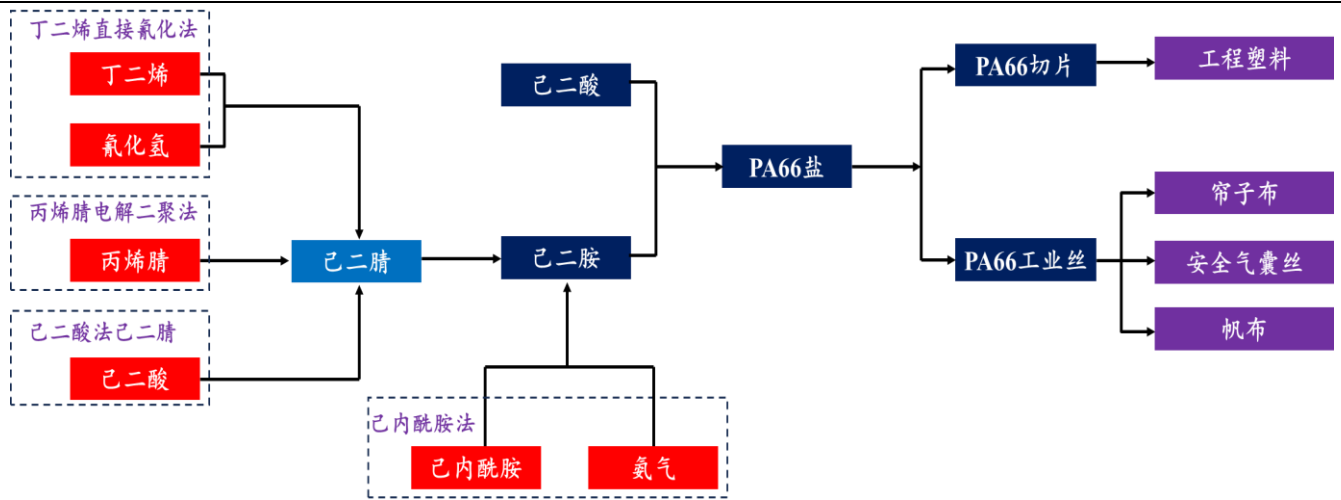 丁二烯直接氰化法
丁二烯
氰化氢
丙烯腈电解二聚法
丙烯腈
己二酸法己二腈
己二酸
己二腈
己二酸
己二胺
己内酰胺法
己内酰胺
氨气
PA66盐
PA66切片
PA66工业丝
工程塑料
帘子布
安全气囊丝
帆布